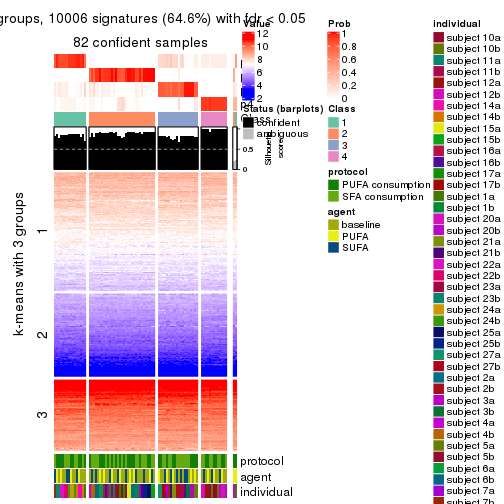 groups, 10006 signatures (64.6%) with fdr < 0.05
82 confident samples
k-means with 3 groups
1
2
3
p4
Class
1
0.5
0
Silhouette
score
protocol
agent
individual
Value
12
10
8
6
4
2
Status (barplots)
confident
ambiguous
Prob
1
0.8
0.6
0.4
0.2
0
Class
1
2
3
4
protocol
PUFA consumption
SFA consumption
agent
baseline
PUFA
SUFA
individual
subject 10a
subject 10b
subject 11a
subject 11b
subject 12a
subject 12b
subject 14a
subject 14b
subject 15a
subject 15b
subject 16a
subject 16b
subject 17a
subject 17b
subject 1a
subject 1b
subject 20a
subject 20b
subject 21a
subject 21b
subject 22a
subject 22b
subject 23a
subject 23b
subject 24a
subject 24b
subject 25a
subject 25b
subject 27a
subject 27b
subject 2a
subject 2b
subject 3a
subject 3b
subject 4a
subject 4b
subject 5a
subject 5b
subject 6a
subject 6b
subject 7a
subject 7b